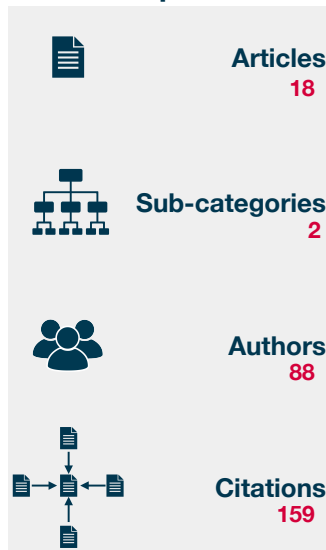 Articles
18
Sub-categories
2
Authors
88
Citations
159